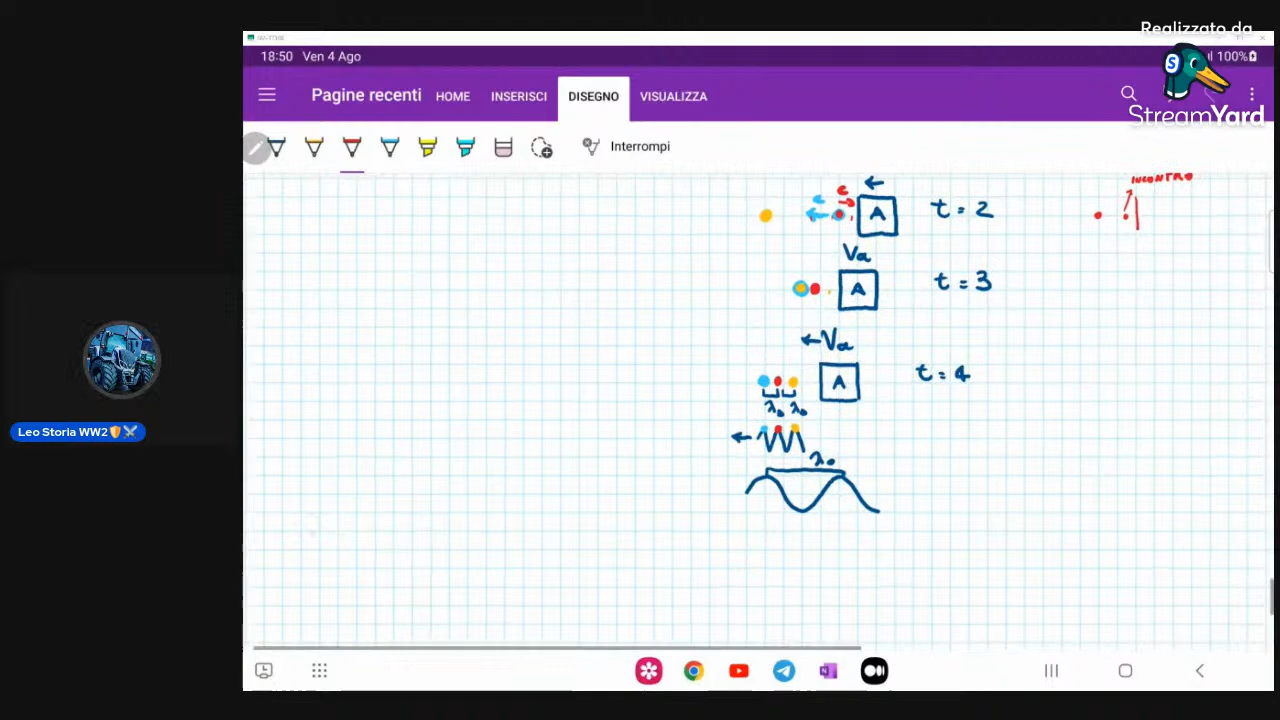 Realizzato da
StreamYard
18:50 Ven 4 Ago
100%
Pagine recenti HOME INSERISCI DISEGNO VISUALIZZA
Interrompi
INCONTRO
c c
A t = 2
Va
A t = 3
Va
A t = 4
λ₀ λ₀
λ₀
Leo Storia WW2🛡️⚔️